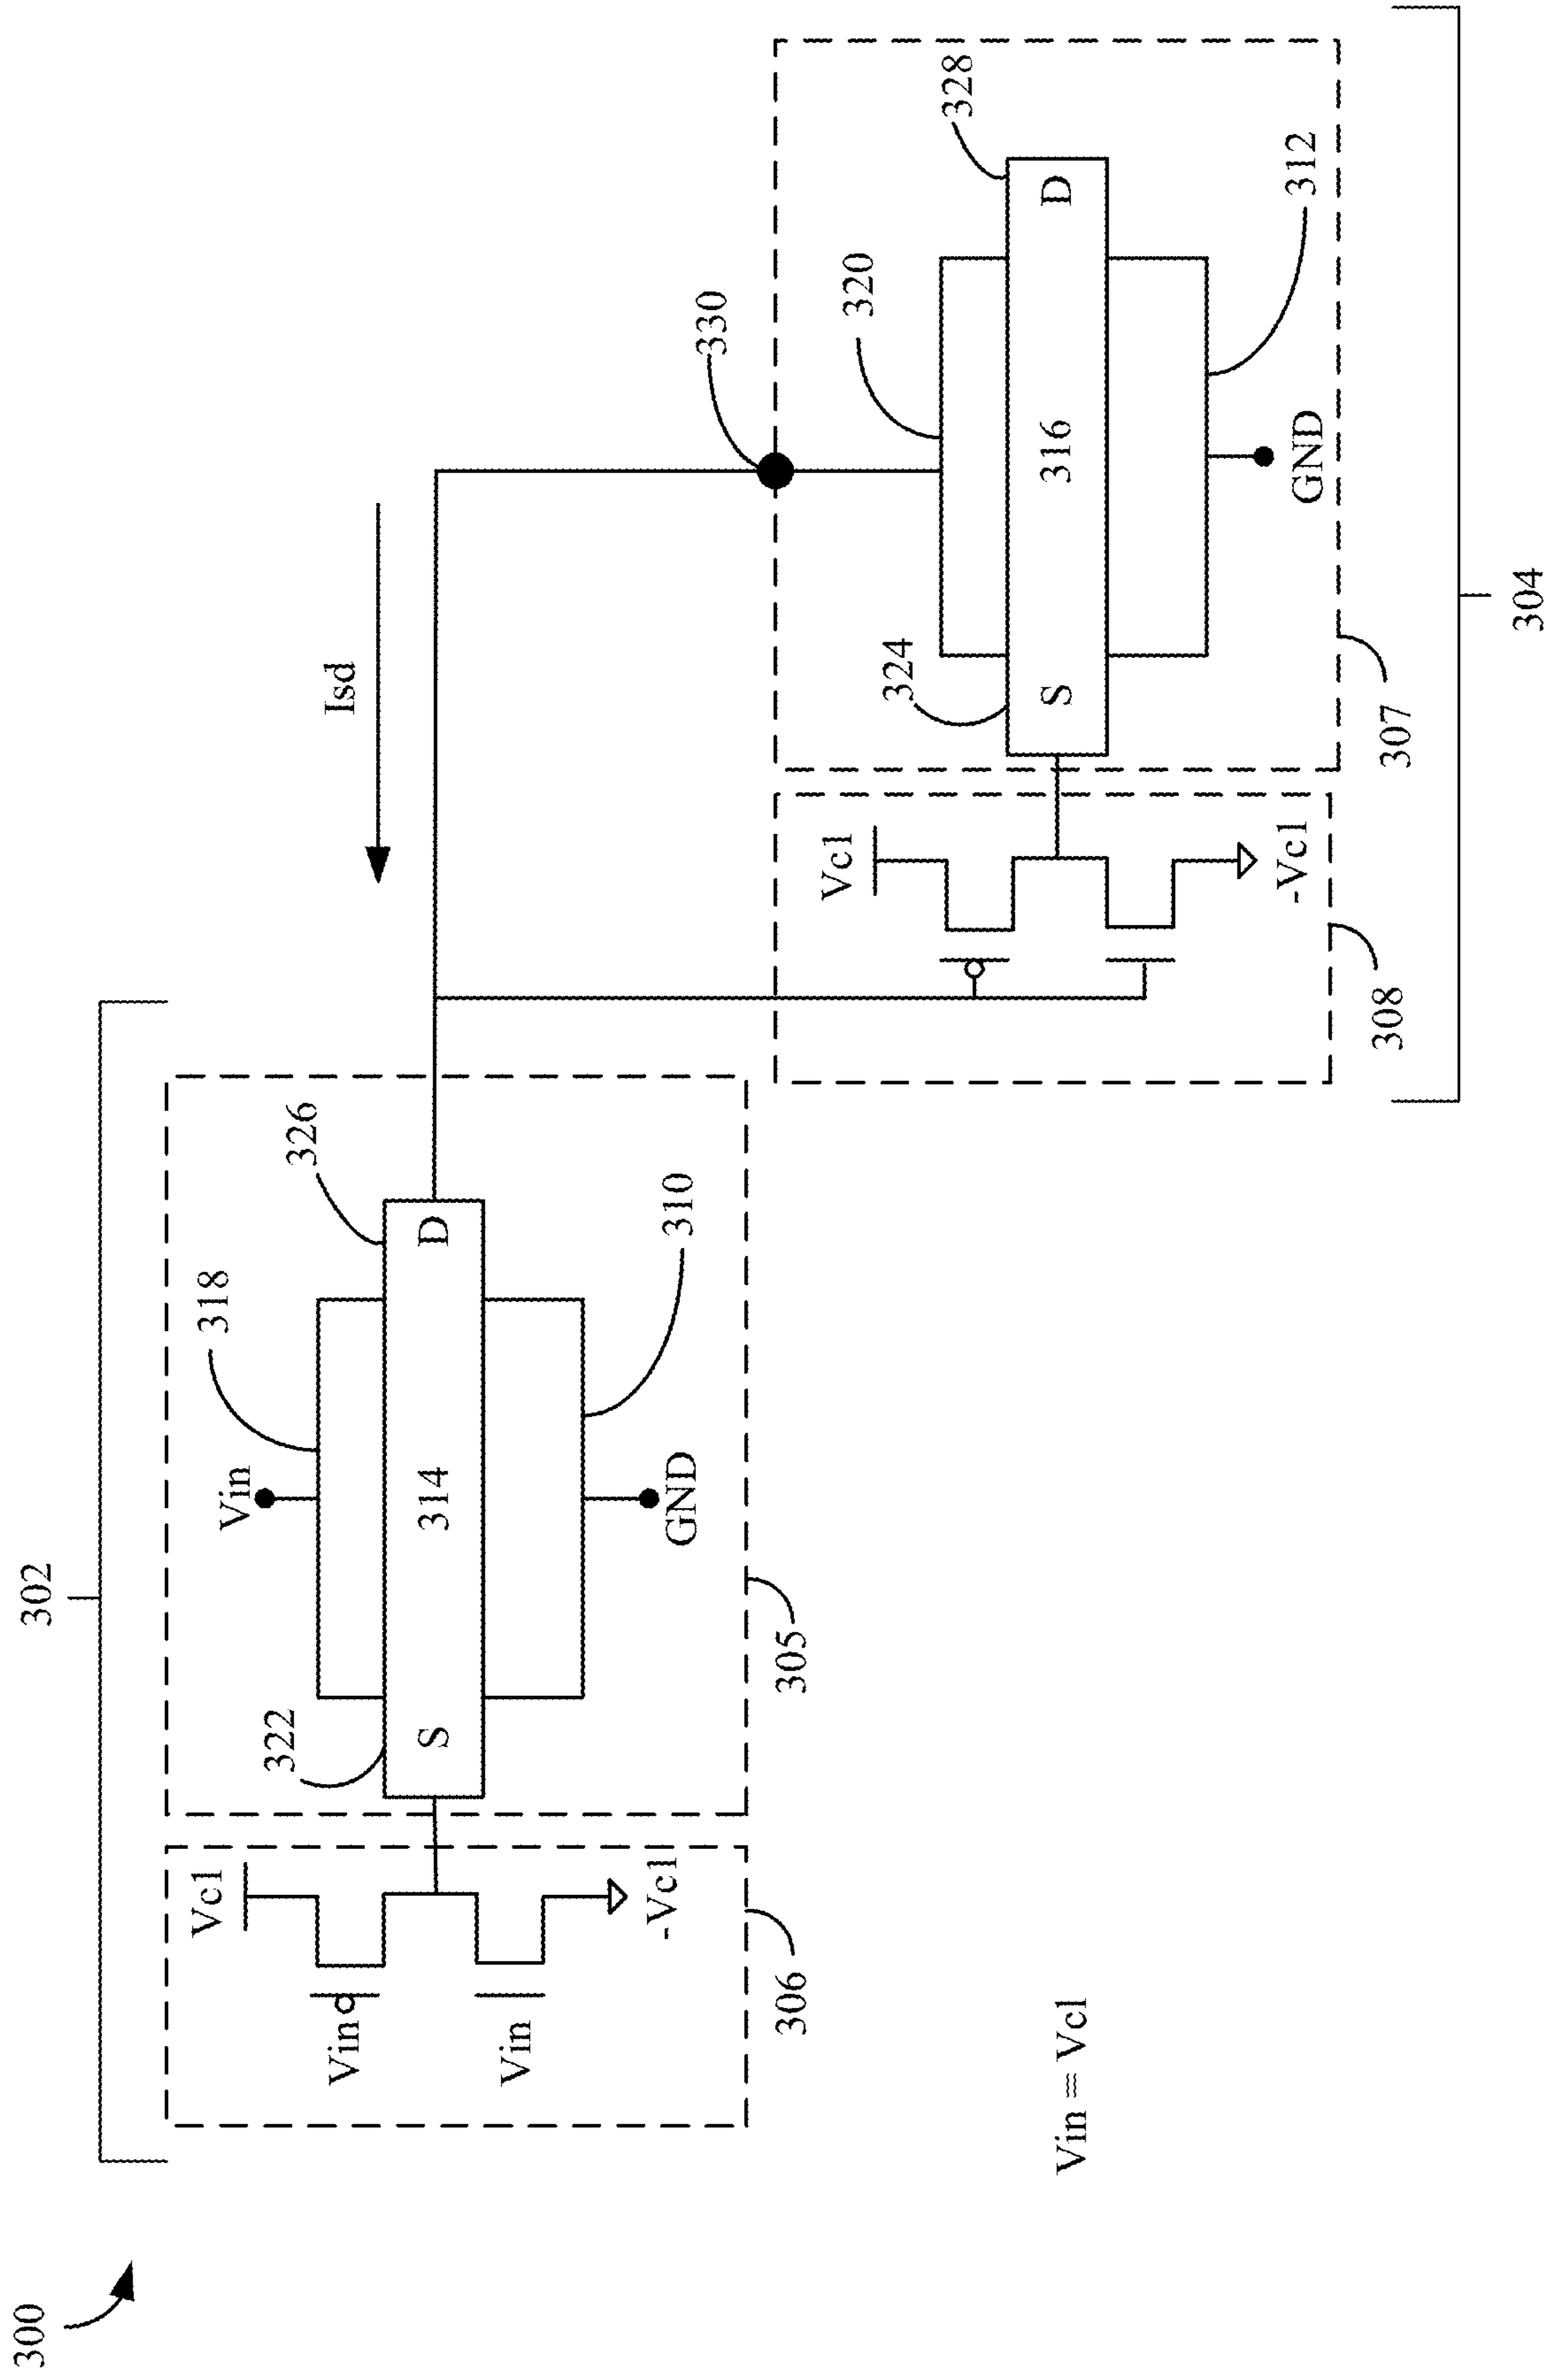 300
302
306
Vin
Vin
Vc1
-Vc1
305
322
S
314
D
Vin
318
326
310
GND
Isd
330
304
308
Vc1
-Vc1
307
324
S
316
D
320
328
312
GND
Vin = Vc1